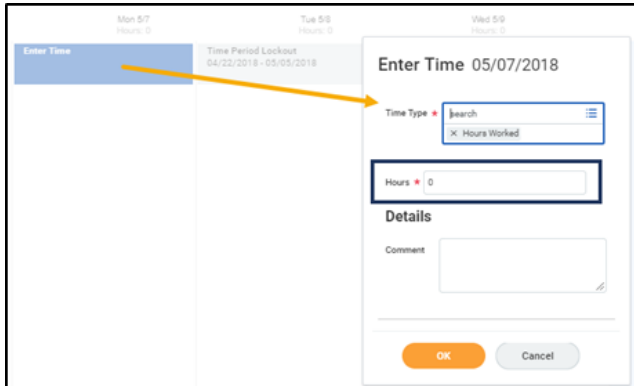 Mon 5/7
Hours: 0
Tue 5/8
Hours: 0
Wed 5/9
Hours: 0
Enter Time
Time Period Lockout
04/22/2018 - 05/05/2018
Enter Time 05/07/2018
Time Type *
search
× Hours Worked
Hours * 0
Details
Comment
OK
Cancel